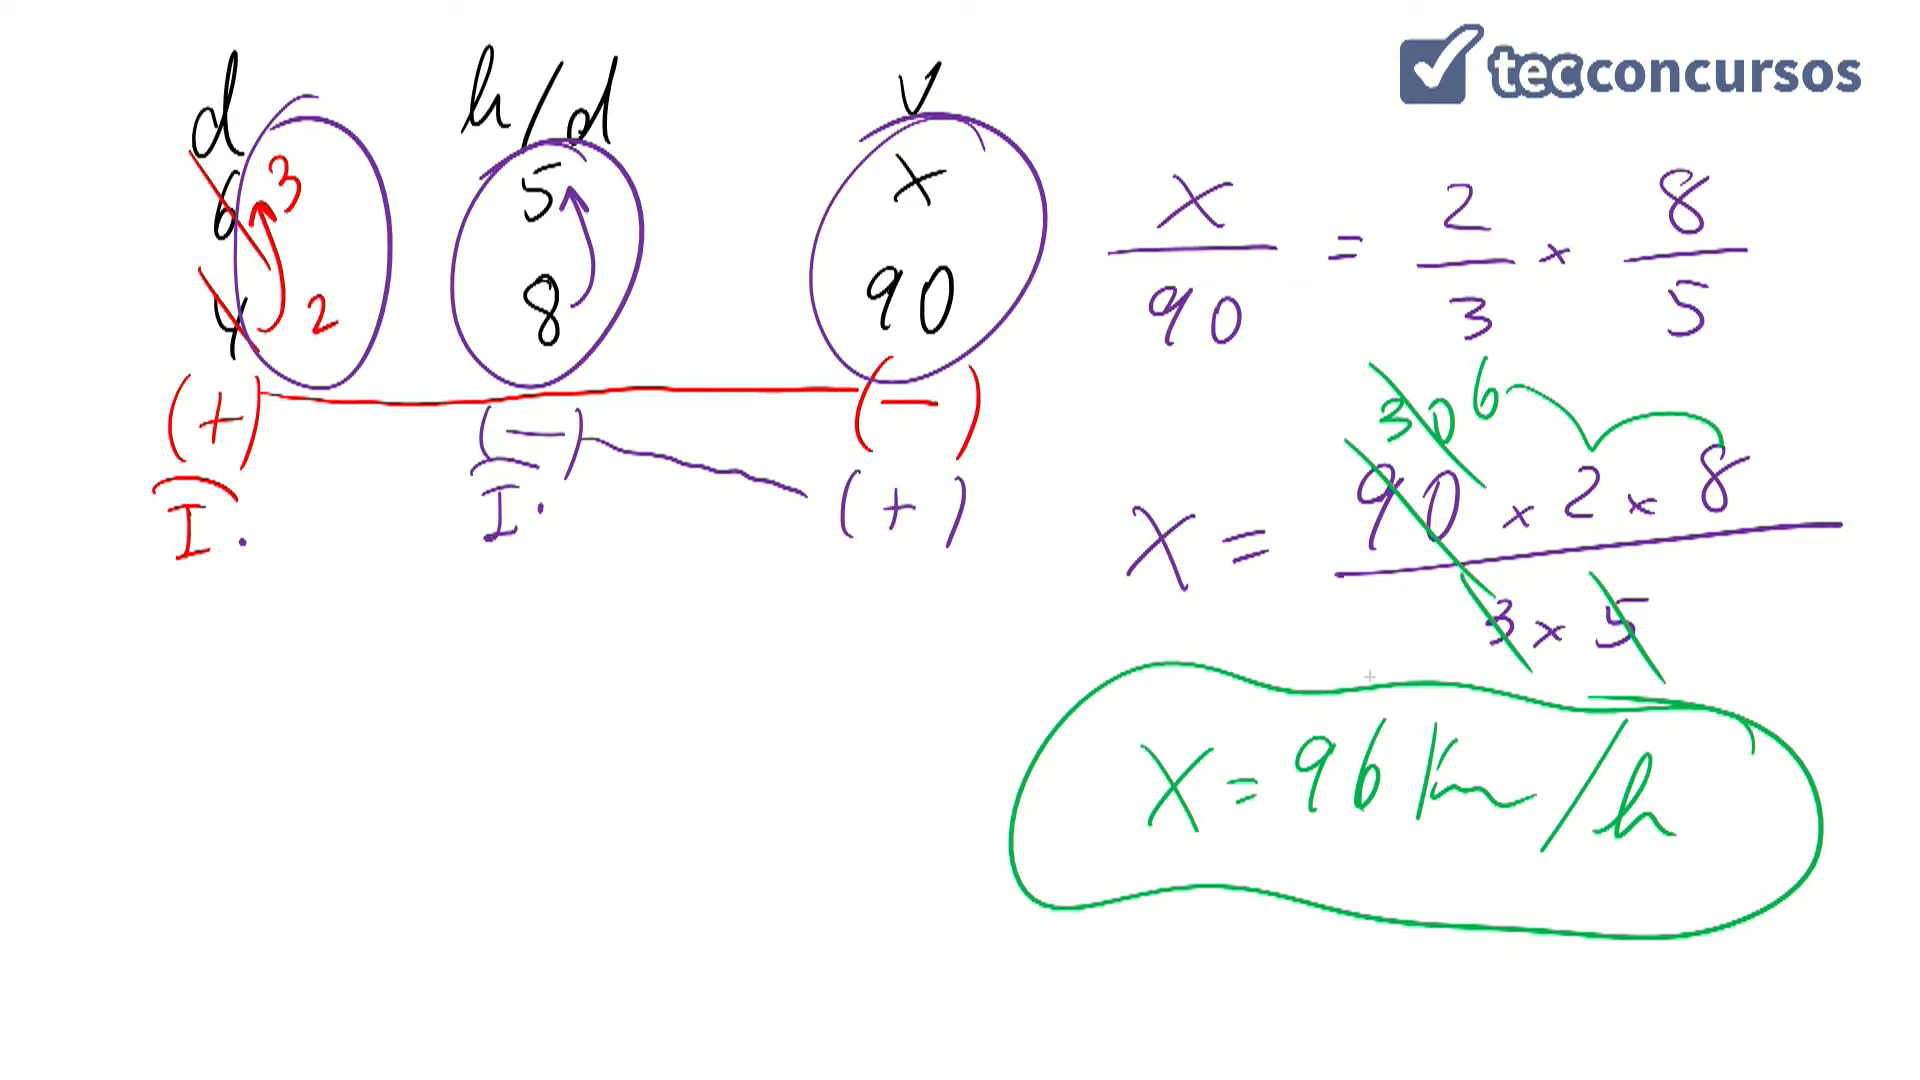 tecconcursos
d h/d v
6 3 5 x
4 2 8 90
(+) (—) (—)
I. I. (+)
x/90 = 2/3 × 8/5
30 6
x = 90 × 2 × 8
3 × 5
x = 96 km/h